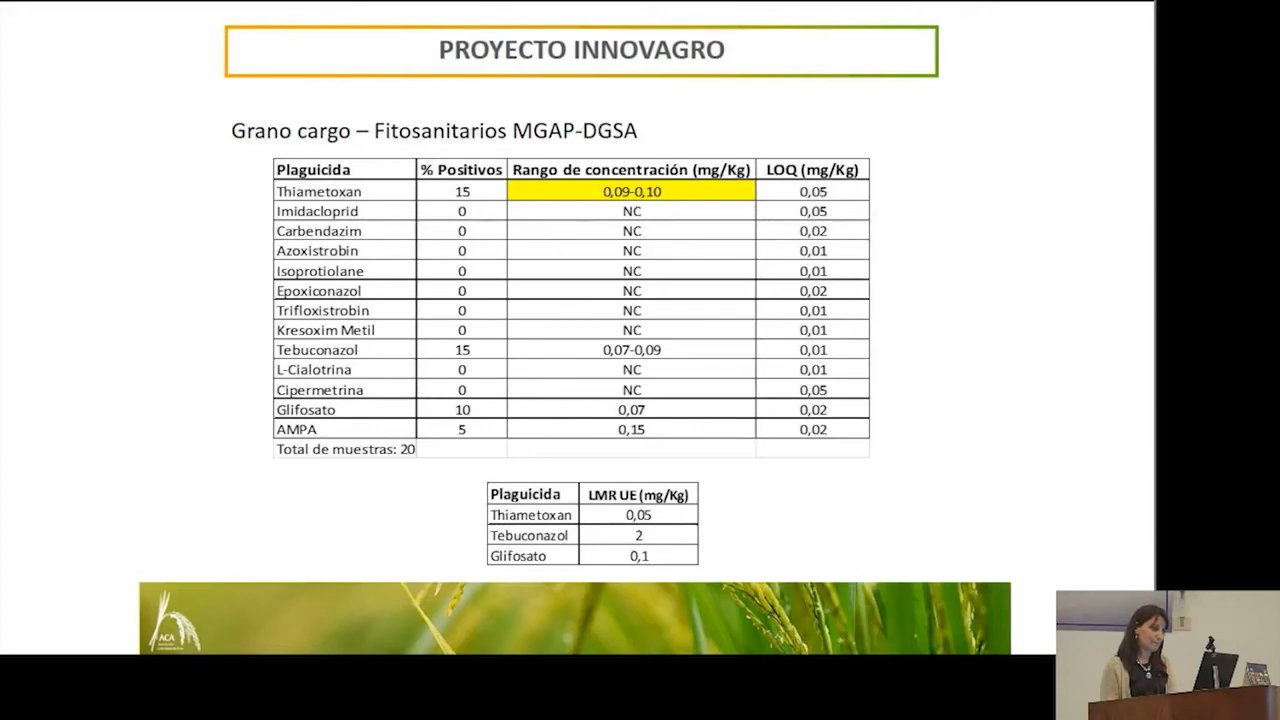 PROYECTO INNOVAGRO
Grano cargo – Fitosanitarios MGAP-DGSA
Plaguicida % Positivos Rango de concentración (mg/Kg) LOQ (mg/Kg)
Thiametoxan 15 0,09-0,10 0,05
Imidacloprid 0 NC 0,05
Carbendazim 0 NC 0,02
Azoxistrobin 0 NC 0,01
Isoprotiolane 0 NC 0,01
Epoxiconazol 0 NC 0,02
Trifloxistrobin 0 NC 0,01
Kresoxim Metil 0 NC 0,01
Tebuconazol 15 0,07-0,09 0,01
L-Cialotrina 0 NC 0,01
Cipermetrina 0 NC 0,05
Glifosato 10 0,07 0,02
AMPA 5 0,15 0,02
Total de muestras: 20
Plaguicida LMR UE (mg/Kg)
Thiametoxan 0,05
Tebuconazol 2
Glifosato 0,1
ACA